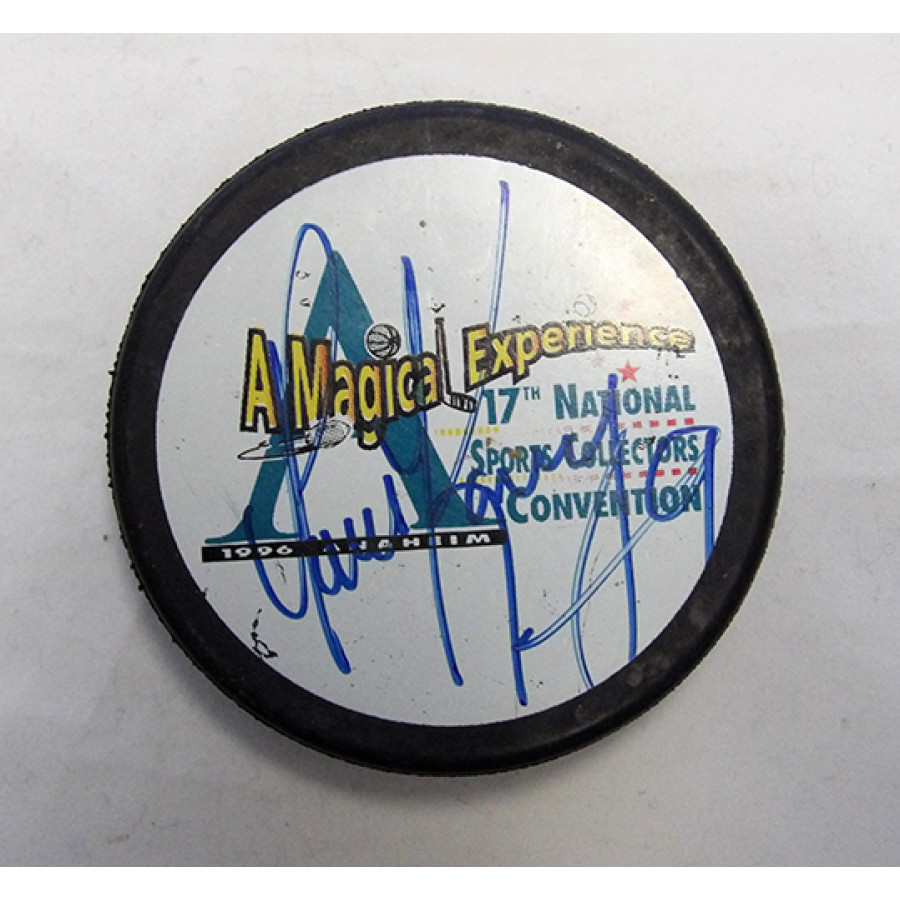 A Magical Experience
17TH NATIONAL
SPORTS COLLECTORS
CONVENTION
1996 ANAHEIM